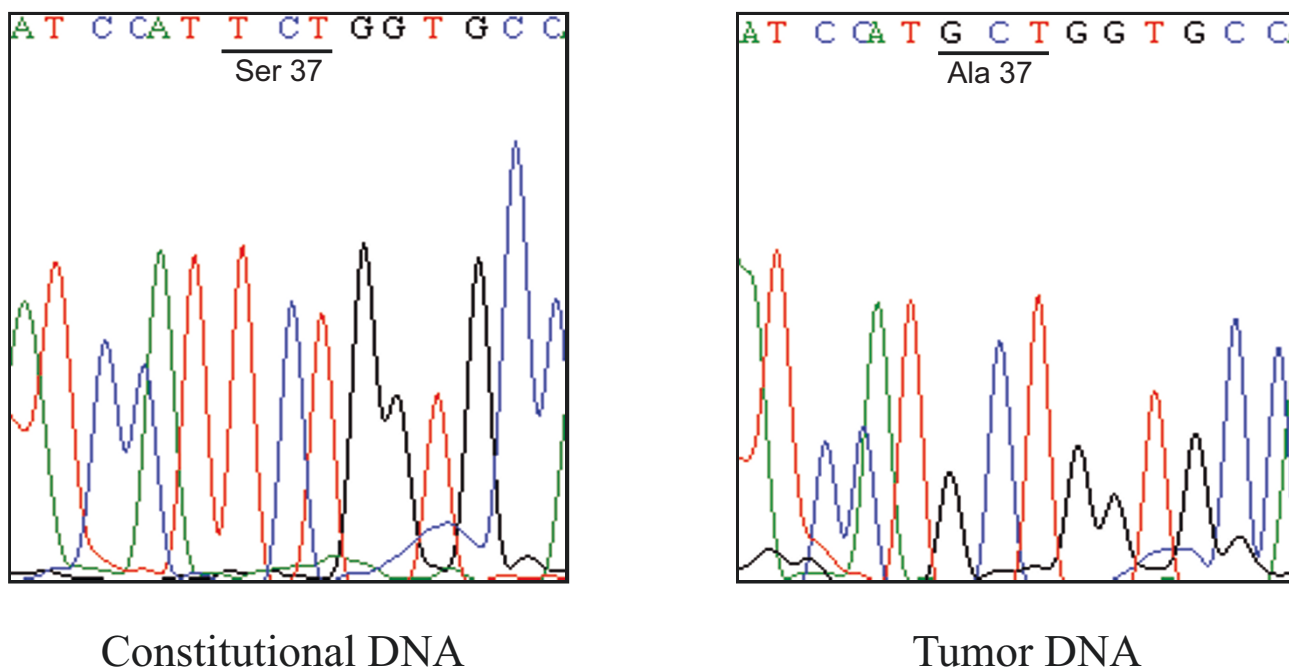 A T C C A T T C T G G T G C C
Ser 37
A T C C A T G C T G G T G C C
Ala 37
Constitutional DNA
Tumor DNA